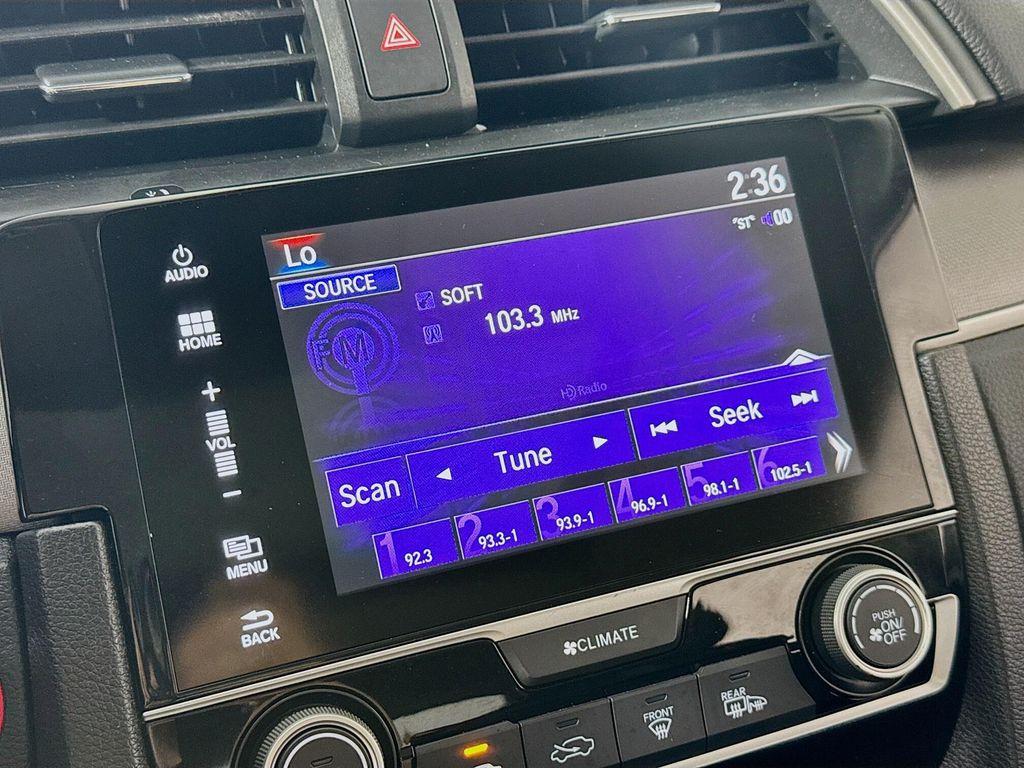 2:36
"ST" 00
Lo
SOURCE
SOFT
103.3 MHz
FM
HD Radio
Scan
Tune
Seek
1 92.3
2 93.3-1
3 93.9-1
4 96.9-1
5 98.1-1
6 102.5-1
AUDIO
HOME
+
VOL
−
MENU
BACK
CLIMATE
PUSH
ON/
OFF
FRONT
REAR